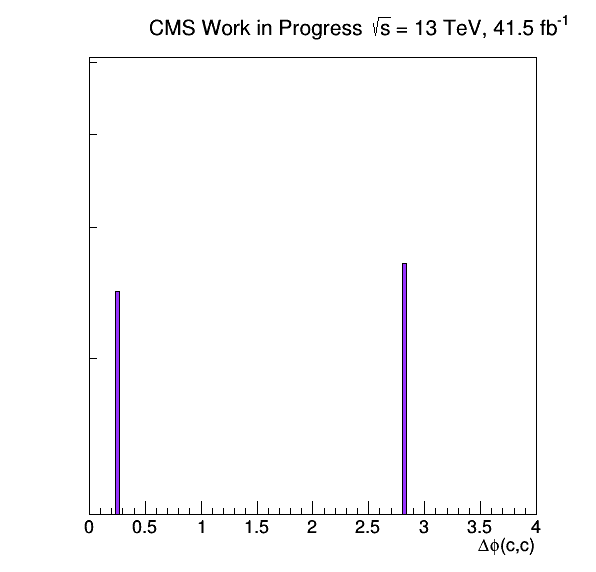 CMS Work in Progress √s = 13 TeV, 41.5 fb⁻¹
0 0.5 1 1.5 2 2.5 3 3.5 4
Δϕ(c,c)